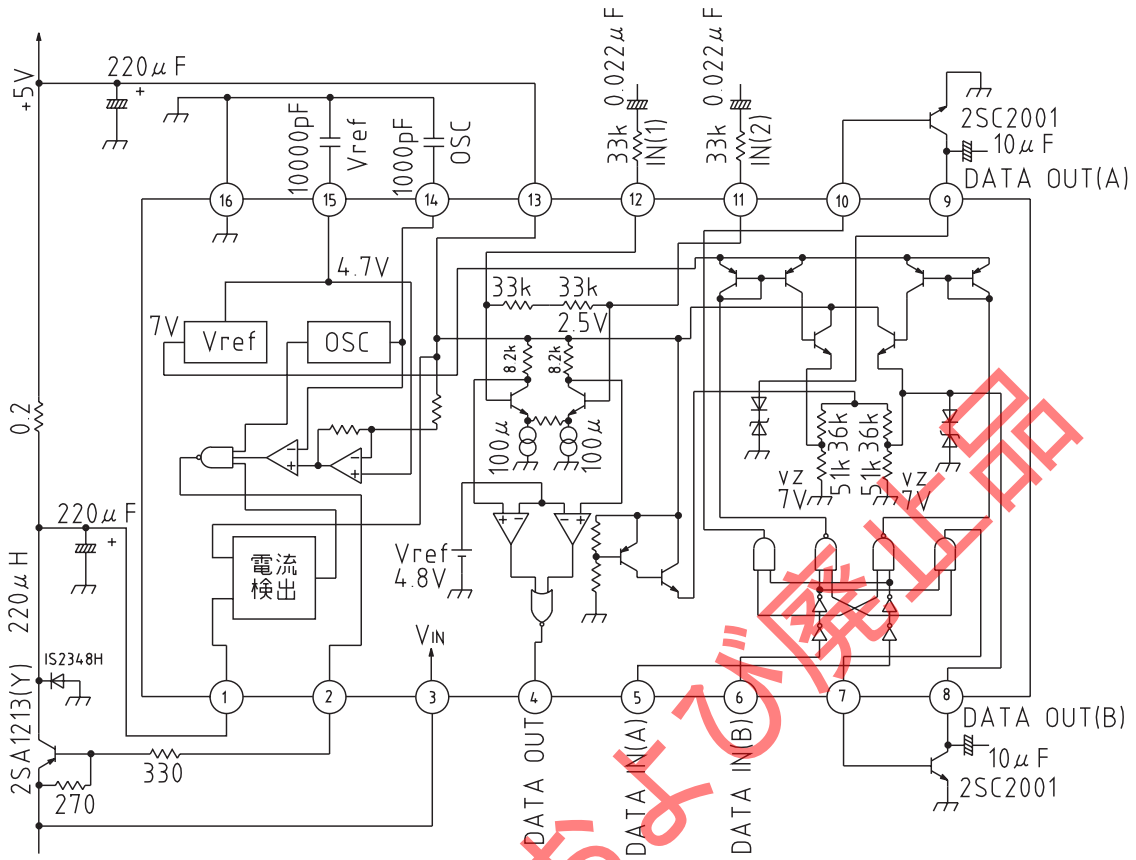 +5V
220μF
+
10000pF
Vref
1000pF
OSC
0.022μF
33k
IN(1)
0.022μF
33k
IN(2)
2SC2001
10μF
DATA OUT(A)
16
15
14
13
12
11
10
9
4.7V
7V
Vref
OSC
33k
33k
2.5V
8.2k
8.2k
0.2
100μ
100μ
36k
36k
51k
51k
VZ
7V
VZ
7V
220μF
+
Vref
4.8V
電流
検出
220μH
IS2348H
2SA1213(Y)
VIN
1
2
3
4
5
6
7
8
330
270
DATA OUT
DATA IN(A)
DATA IN(B)
DATA OUT(B)
10μF
2SC2001
および廃止品